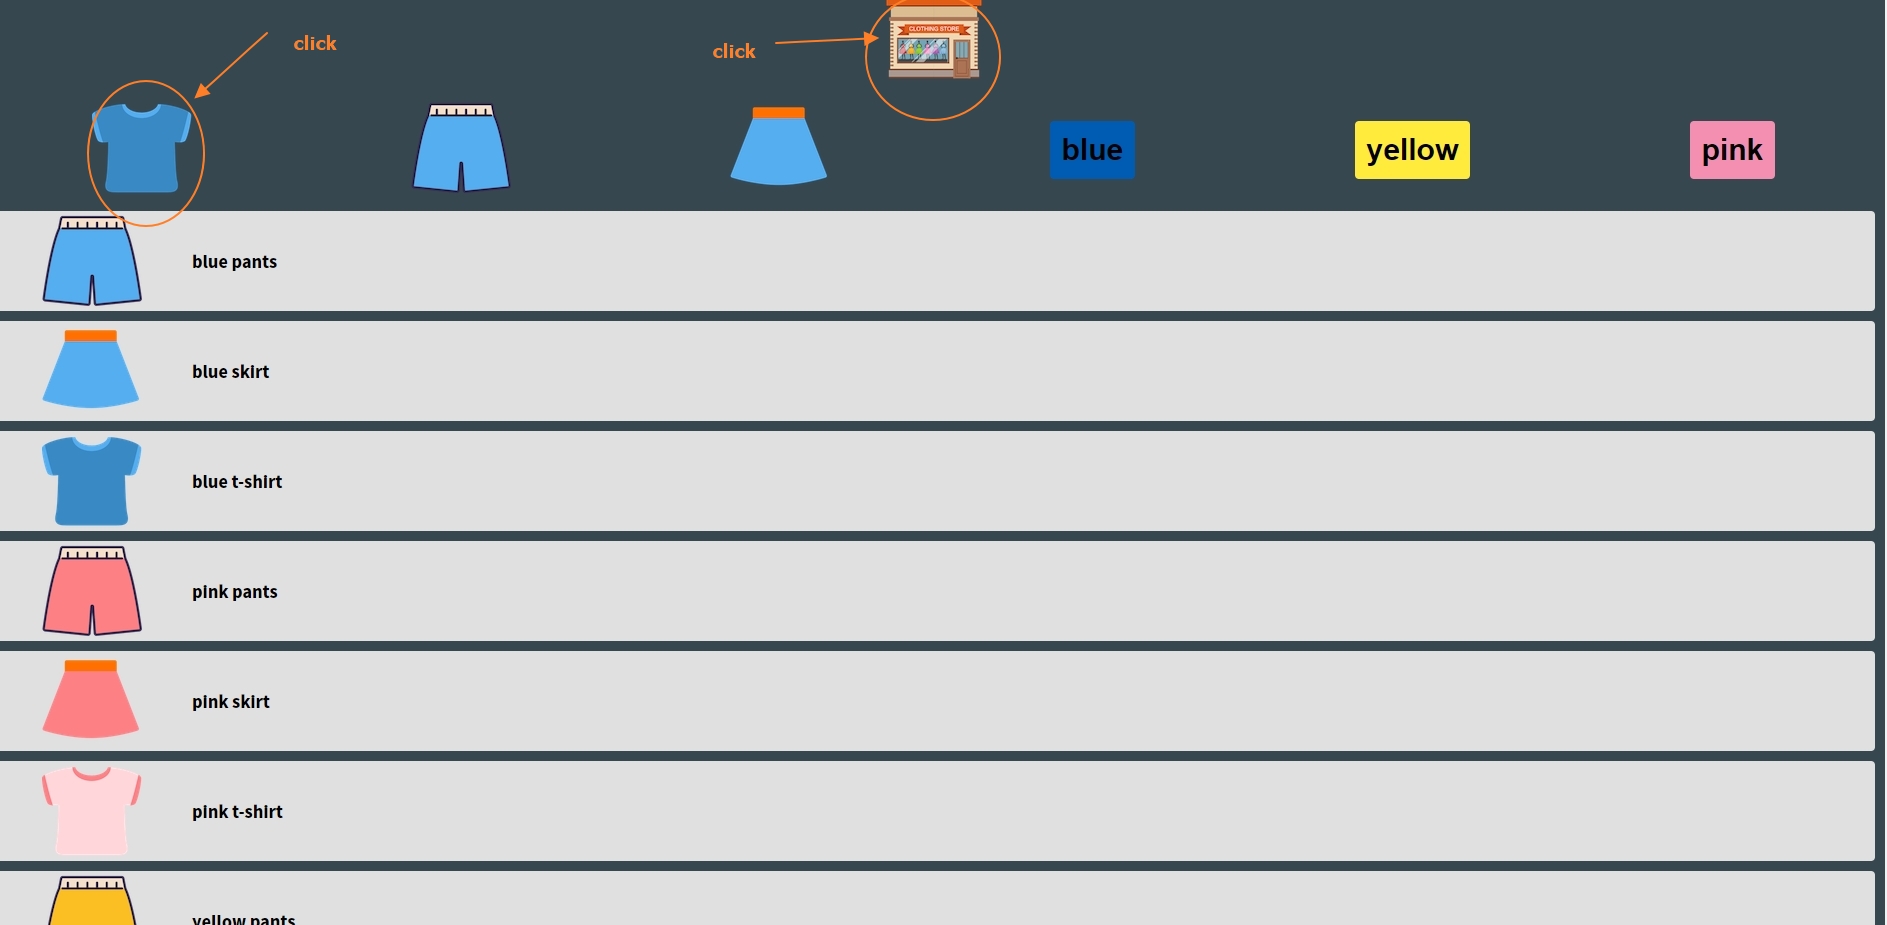 click
click
CLOTHING STORE
blue
yellow
pink
blue pants
blue skirt
blue t-shirt
pink pants
pink skirt
pink t-shirt
yellow pants